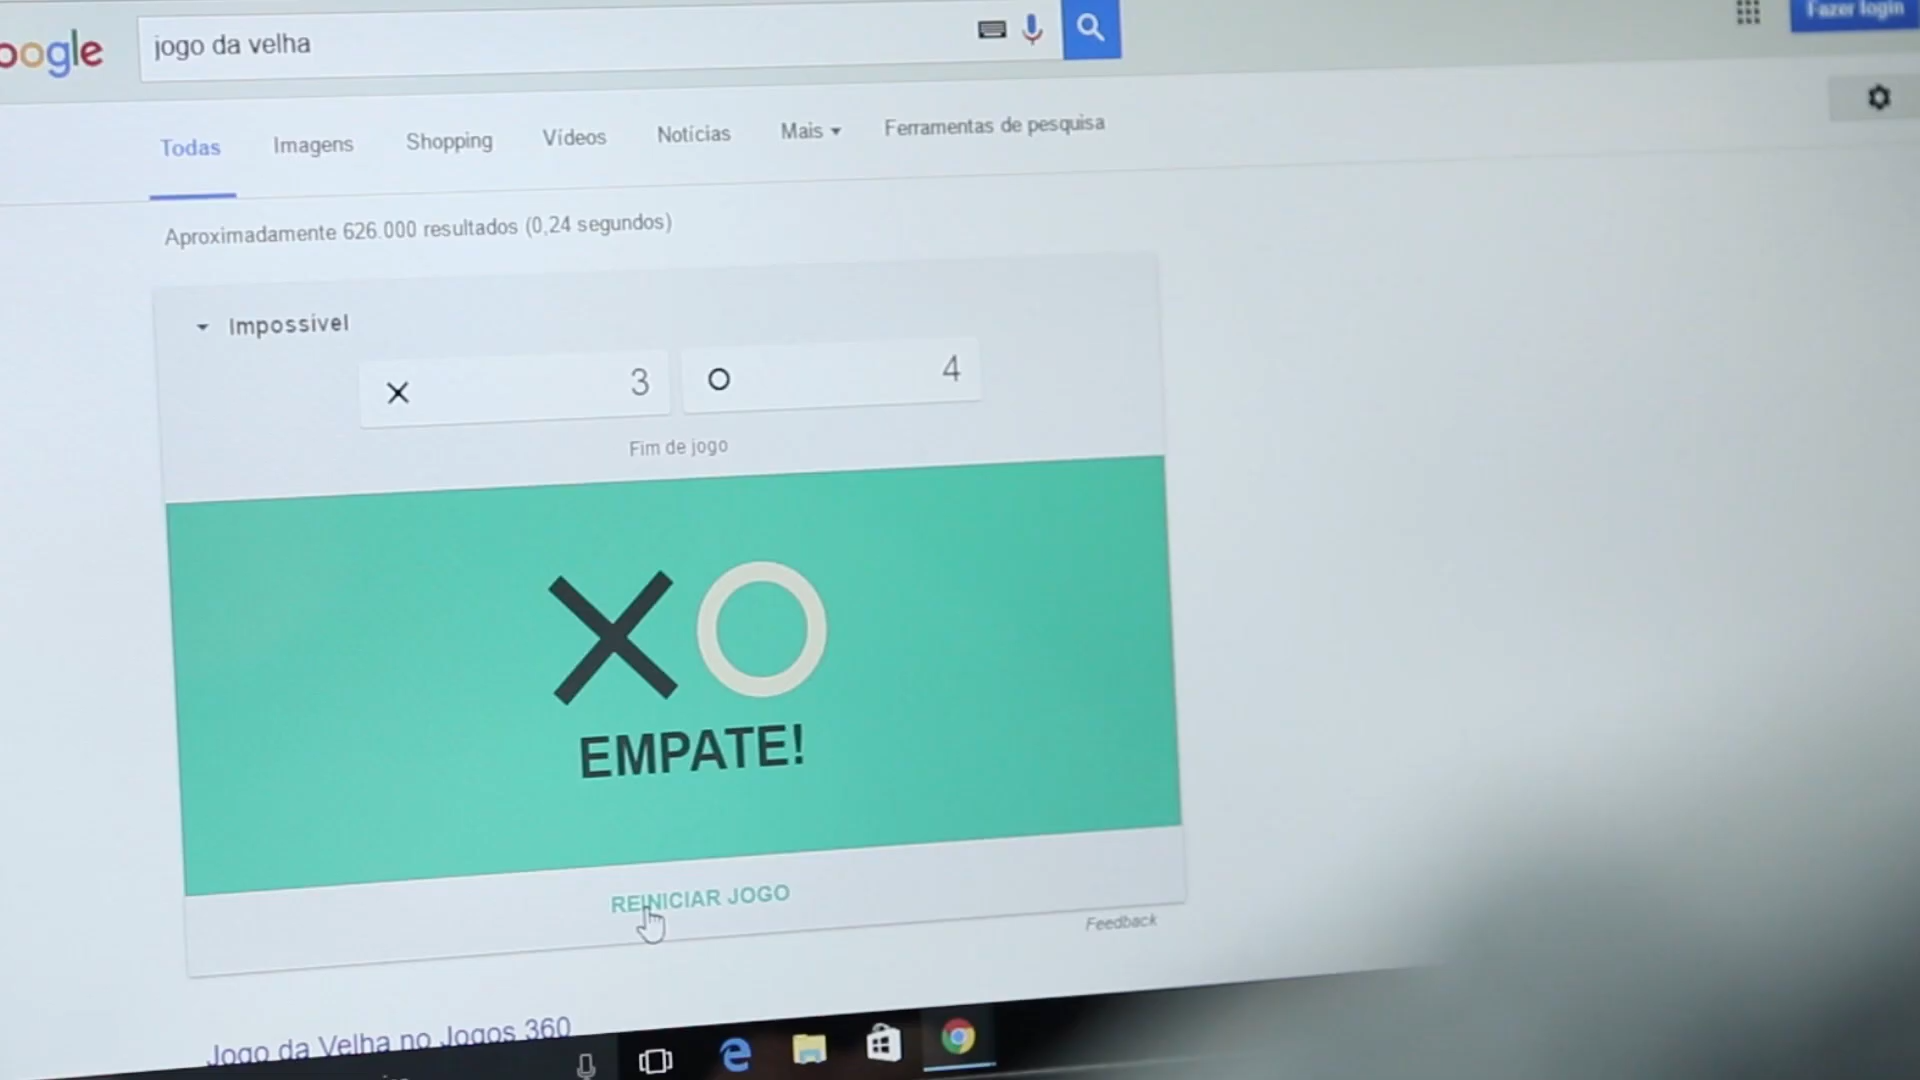 oogle
jogo da velha
Fazer login
Todas Imagens Shopping Vídeos Notícias Mais Ferramentas de pesquisa
Aproximadamente 626.000 resultados (0,24 segundos)
Impossível
X 3 O 4
Fim de jogo
XO
EMPATE!
REINICIAR JOGO
Feedback
Jogo da Velha no Jogos 360